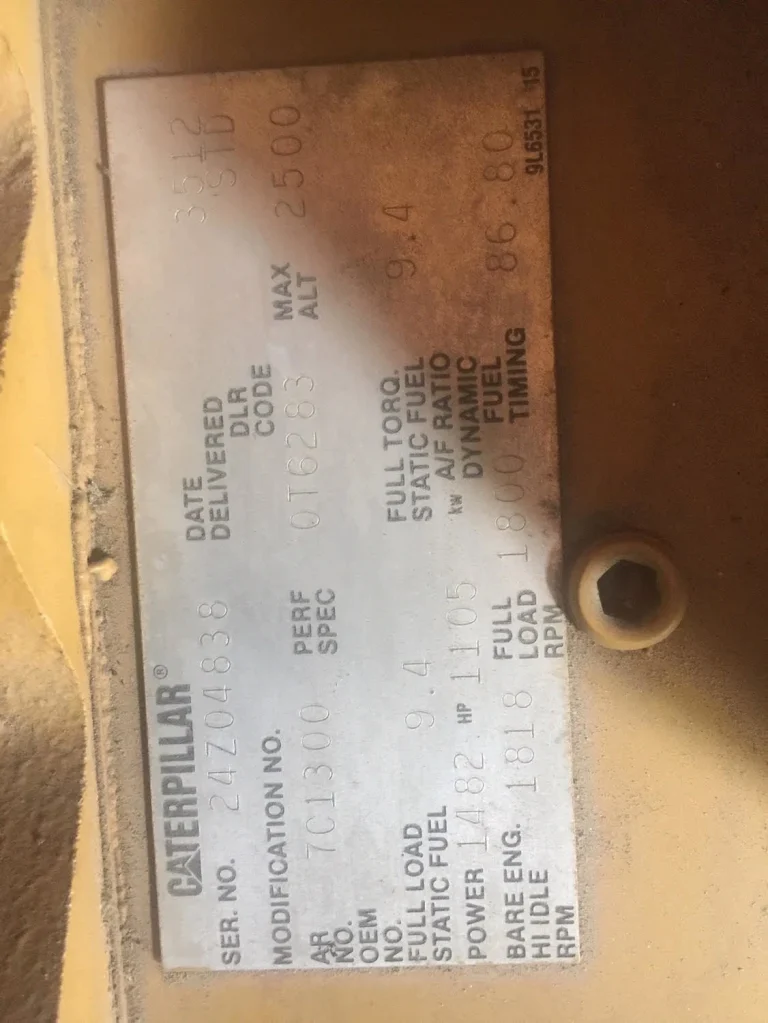 CATERPILLAR®
3512
SER. NO. 24Z04838 DATE DELIVERED STD
MODIFICATION NO. DLR CODE
AR NO. 7C1300 PERF SPEC 0T6283 MAX ALT 2500
OEM NO.
FULL LOAD STATIC FUEL 9.4 FULL TORQ. STATIC FUEL 9.4
A/F RATIO
POWER 1482 HP 1105 kW DYNAMIC FUEL TIMING 86.80
BARE ENG. HI IDLE RPM 1818 FULL LOAD RPM 1800
9L6531 15